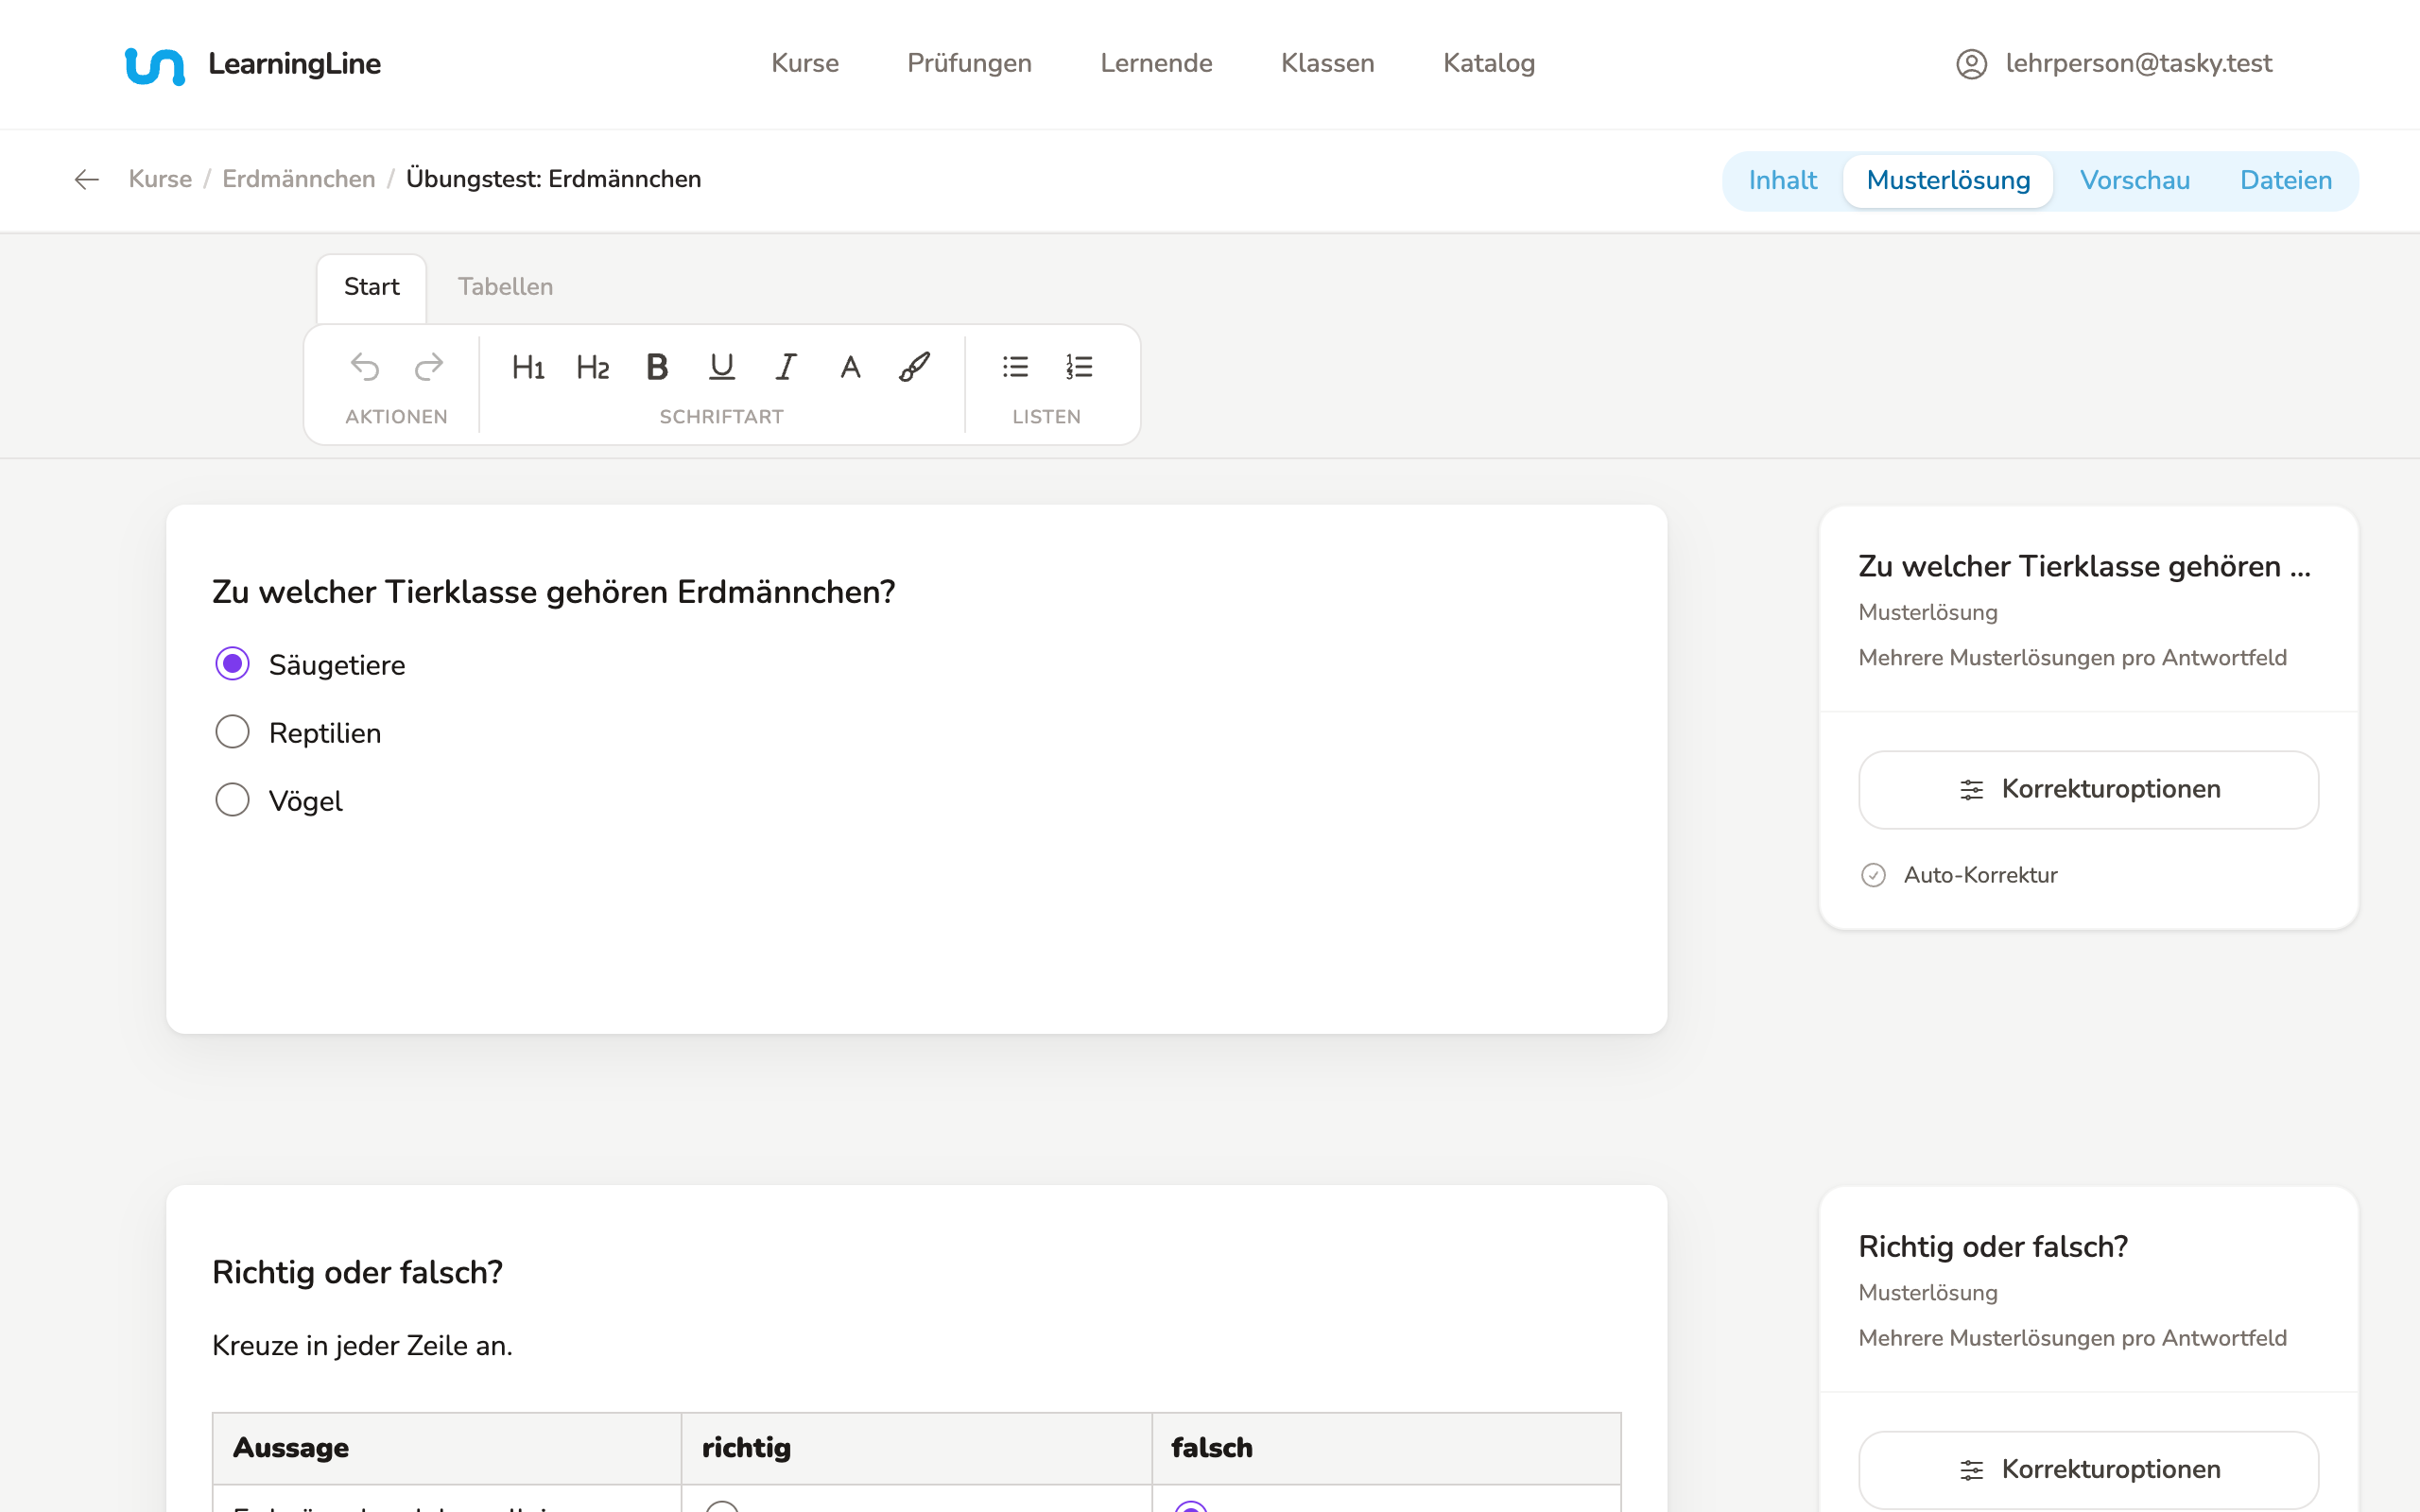 LearningLine
Kurse
Prüfungen
Lernende
Klassen
Katalog
lehrperson@tasky.test
Kurse / Erdmännchen / Übungstest: Erdmännchen
Inhalt
Musterlösung
Vorschau
Dateien
Start
Tabellen
H1 H2 B U I A
AKTIONEN
SCHRIFTART
LISTEN
Zu welcher Tierklasse gehören Erdmännchen?
Säugetiere
Reptilien
Vögel
Zu welcher Tierklasse gehören ...
Musterlösung
Mehrere Musterlösungen pro Antwortfeld
Korrekturoptionen
Auto-Korrektur
Richtig oder falsch?
Kreuze in jeder Zeile an.
Aussage
richtig
falsch
Richtig oder falsch?
Musterlösung
Mehrere Musterlösungen pro Antwortfeld
Korrekturoptionen